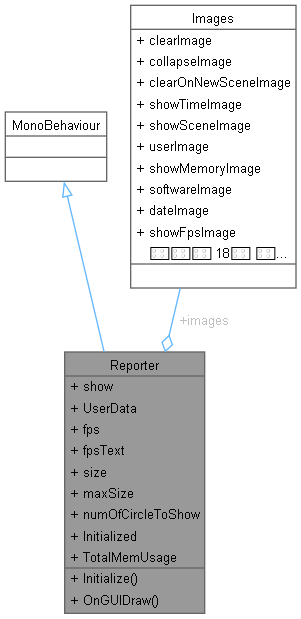 Images
+ clearImage
+ collapseImage
+ clearOnNewSceneImage
+ showTimeImage
+ showSceneImage
+ userImage
+ showMemoryImage
+ softwareImage
+ dateImage
+ showFpsImage
18 ...
MonoBehaviour
+images
Reporter
+ show
+ UserData
+ fps
+ fpsText
+ size
+ maxSize
+ numOfCircleToShow
+ Initialized
+ TotalMemUsage
+ Initialize()
+ OnGUIDraw()